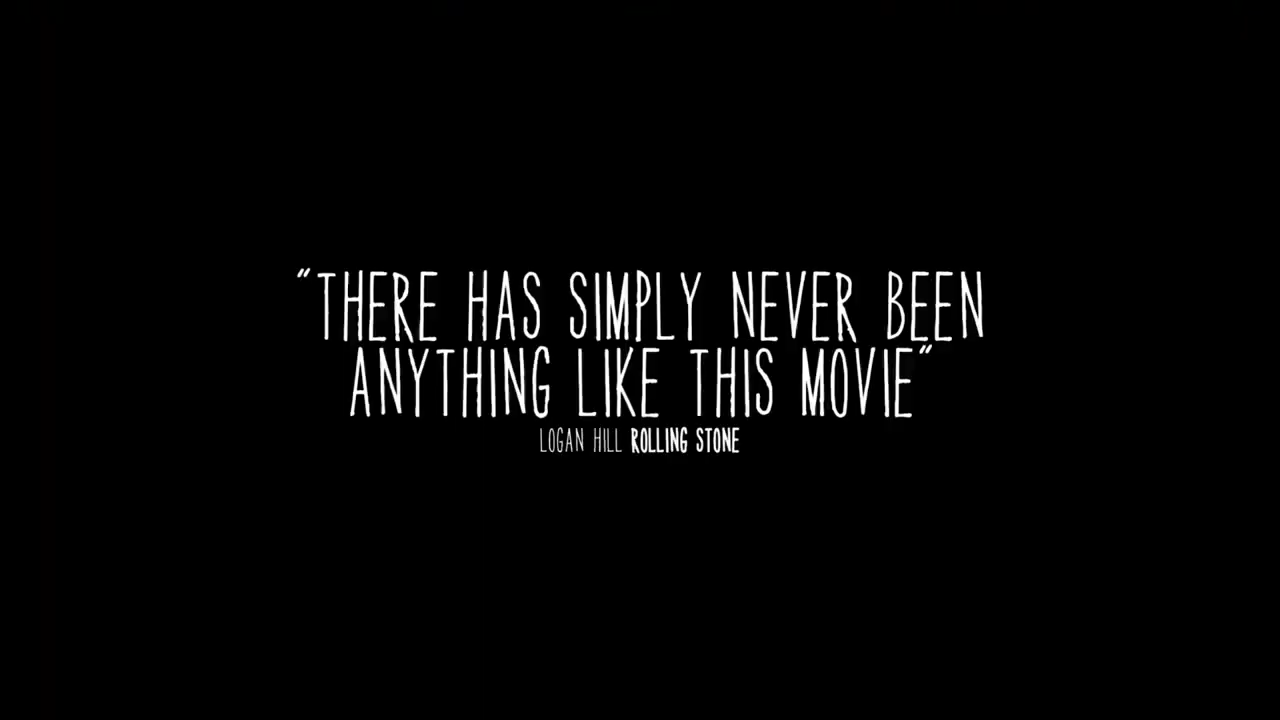 “THERE HAS SIMPLY NEVER BEEN
ANYTHING LIKE THIS MOVIE”
LOGAN HILL ROLLING STONE